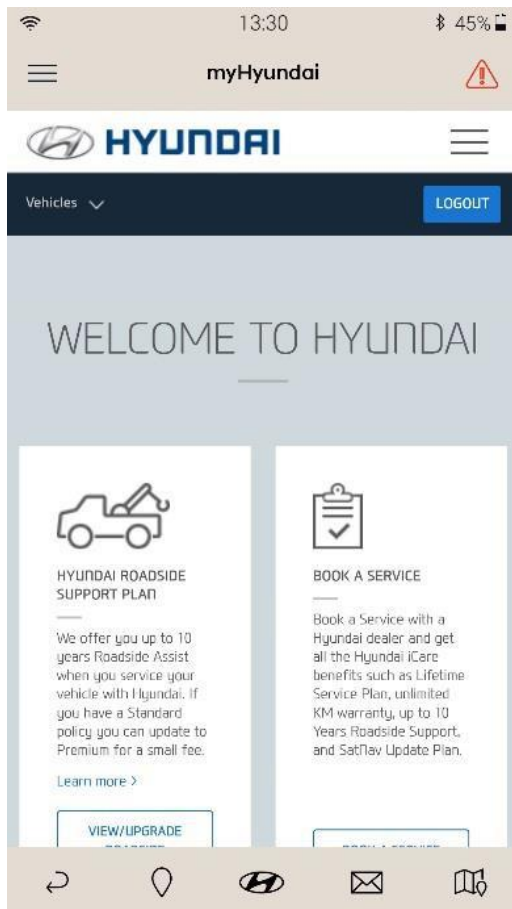 13:30
45%
myHyundai
HYUNDAI
Vehicles
LOGOUT
WELCOME TO HYUNDAI
HYUNDAI ROADSIDE
SUPPORT PLAN
We offer you up to 10
years Roadside Assist
when you service your
vehicle with Hyundai. If
you have a Standard
policy you can update to
Premium for a small fee.
Learn more >
VIEW/UPGRADE
BOOK A SERVICE
Book a Service with a
Hyundai dealer and get
all the Hyundai iCare
benefits such as Lifetime
Service Plan, unlimited
KM warranty, up to 10
Years Roadside Support,
and SatNav Update Plan.